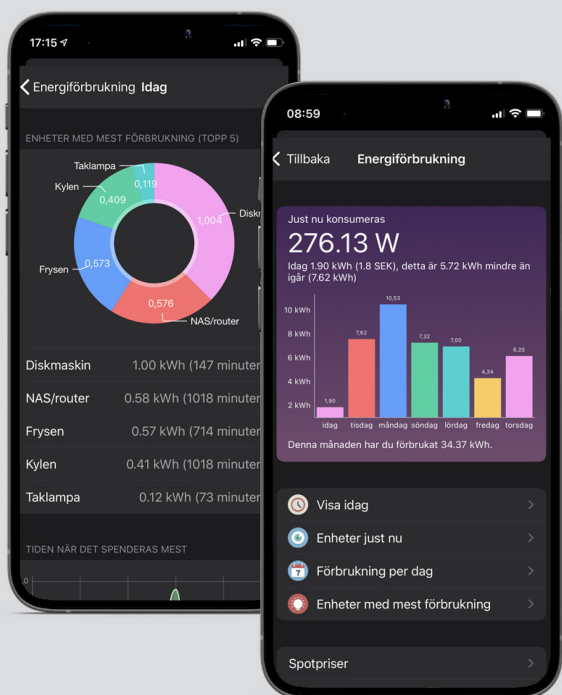 17:15
Energiförbrukning Idag
ENHETER MED MEST FÖRBRUKNING (TOPP 5)
Taklampa
0,119
Kylen
0,409
1,004
Frysen
0,573
0,576
NAS/router
Diskmaskin 1.00 kWh (147 minuter
NAS/router 0.58 kWh (1018 minuter
Frysen 0.57 kWh (714 minuter
Kylen 0.41 kWh (1018 minuter
Taklampa 0.12 kWh (73 minuter
TIDEN NÄR DET SPENDERAS MEST
08:59
Tillbaka Energiförbrukning
Just nu konsumeras
276.13 W
Idag 1.90 kWh (1.8 SEK), detta är 5.72 kWh mindre än
igår (7.62 kWh)
10 kWh
8 kWh
6 kWh
4 kWh
2 kWh
1,90 7,62 10,53 7,32 7,00 4,34 6,20
idag tisdag måndag söndag lördag fredag torsdag
Denna månaden har du förbrukat 34.37 kWh.
Visa idag
Enheter just nu
7 Förbrukning per dag
Enheter med mest förbrukning
Spotpriser